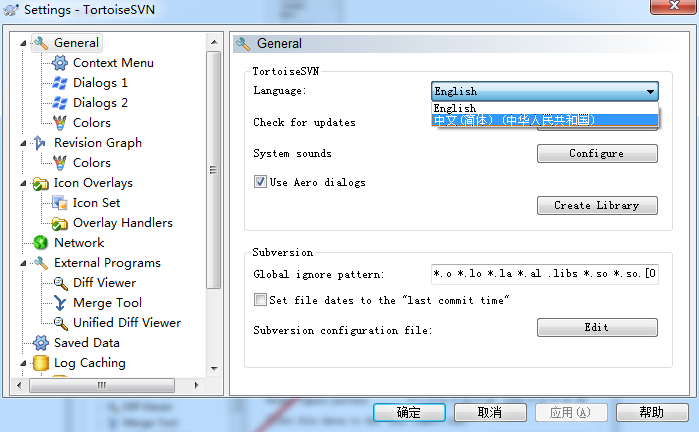 Settings - TortoiseSVN
General
Context Menu
Dialogs 1
Dialogs 2
Colors
Revision Graph
Colors
Icon Overlays
Icon Set
Overlay Handlers
Network
External Programs
Diff Viewer
Merge Tool
Unified Diff Viewer
Saved Data
Log Caching
General
TortoiseSVN
Language:
English
English
中文(简体) (中华人民共和国)
Check for updates
System sounds
Configure
Use Aero dialogs
Create Library
Subversion
Global ignore pattern:
*.o *.lo *.la *.al .libs *.so *.so.[0
Set file dates to the "last commit time"
Subversion configuration file:
Edit
确定
取消
应用(A)
帮助
Diff Viewer
Merge Tool